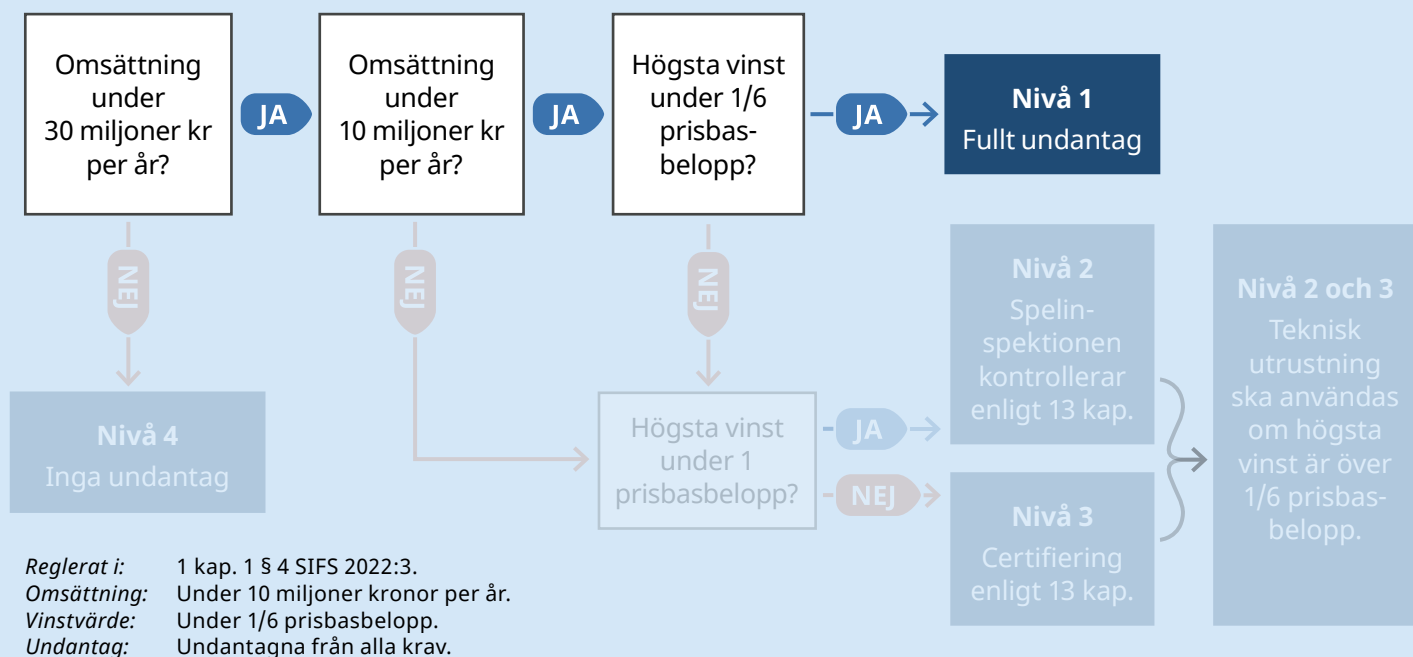 Omsättning
under
30 miljoner kr
per år?
JA
Omsättning
under
10 miljoner kr
per år?
JA
Högsta vinst
under 1/6
prisbas-
belopp?
JA
Nivå 1
Fullt undantag
NEJ
NEJ
NEJ
Nivå 4
Inga undantag
Högsta vinst
under 1
prisbasbelopp?
JA
NEJ
Nivå 2
Spelin-
spektionen
kontrollerar
enligt 13 kap.
Nivå 3
Certifiering
enligt 13 kap.
Nivå 2 och 3
Teknisk
utrustning
ska användas
om högsta
vinst är över
1/6 prisbas-
belopp.
Reglerat i: 1 kap. 1 § 4 SIFS 2022:3.
Omsättning: Under 10 miljoner kronor per år.
Vinstvärde: Under 1/6 prisbasbelopp.
Undantag: Undantagna från alla krav.